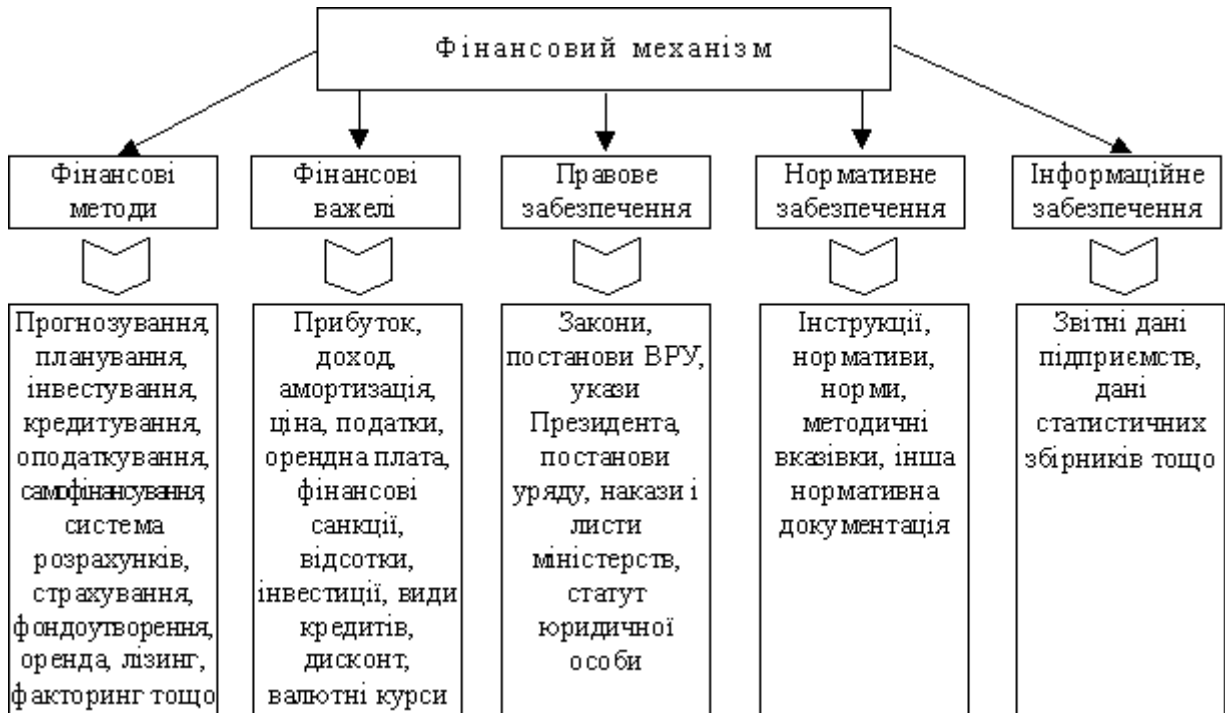 Фінансовий механізм
Фінансові
методи
Фінансові
важелі
Правове
забезпечення
Нормативне
забезпечення
Інформаційне
забезпечення
Прогнозування,
планування,
інвестування,
кредитування,
оподаткування,
самофінансування,
система
розрахунків,
страхування,
фондоутворення,
оренда, лізинг,
факторинг тощо
Прибуток,
доход,
амортизація,
ціна, податки,
орендна плата,
фінансові
санкції,
відсотки,
інвестиції, види
кредитів,
дисконт,
валютні курси
Закони,
постанови ВРУ,
укази
Президента,
постанови
уряду, накази і
листи
міністерств,
статут
юридичної
особи
Інструкції,
нормативи,
норми,
методичні
вказівки, інша
нормативна
документація
Звітні дані
підприємств,
дані
статистичних
збірників тощо